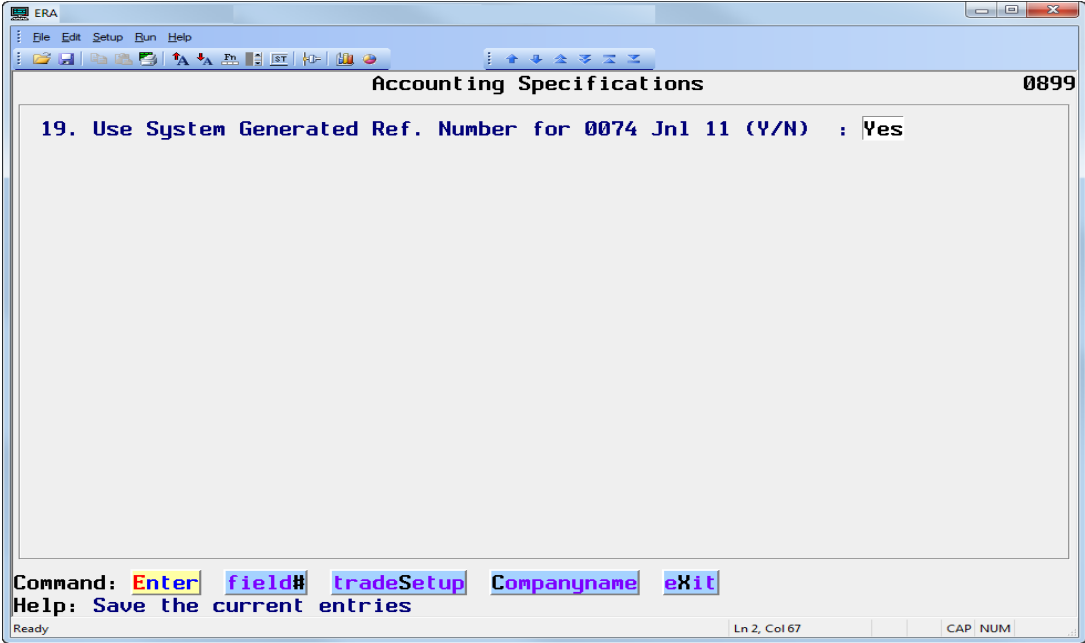 ERA
File Edit Setup Run Help
A A Fn ST
Accounting Specifications 0899
19. Use System Generated Ref. Number for 0074 Jnl 11 (Y/N) : Yes
Command: Enter field# tradeSetup Companyname eXit
Help: Save the current entries
Ready Ln 2, Col 67 CAP NUM